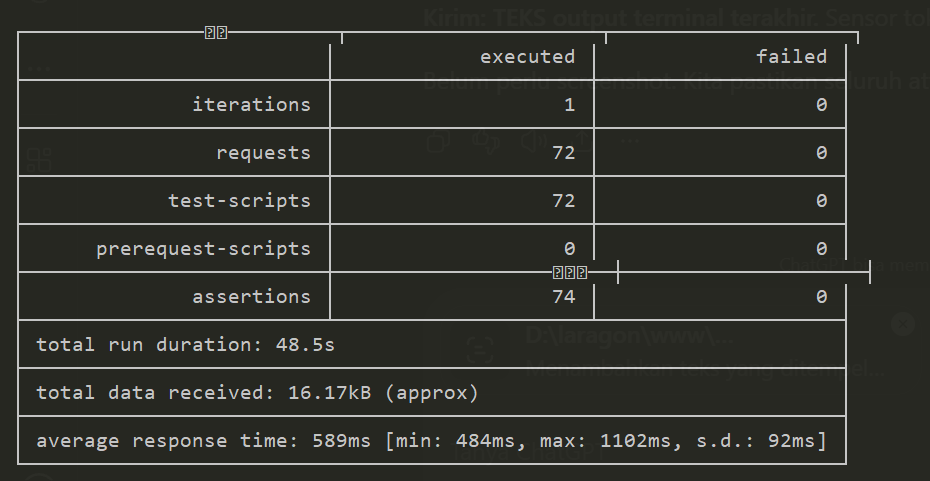 Kirim: TEKS output terminal terakhir. Sensor
executed failed
Belum perlu screenshot. Kita pastikan seluruh
iterations 1 0
requests 72 0
test-scripts 72 0
prerequest-scripts 0 0
assertions 74 0
D:\laragon\www\...
total run duration: 48.5s
total data received: 16.17kB (approx)
average response time: 589ms [min: 484ms, max: 1102ms, s.d.: 92ms]